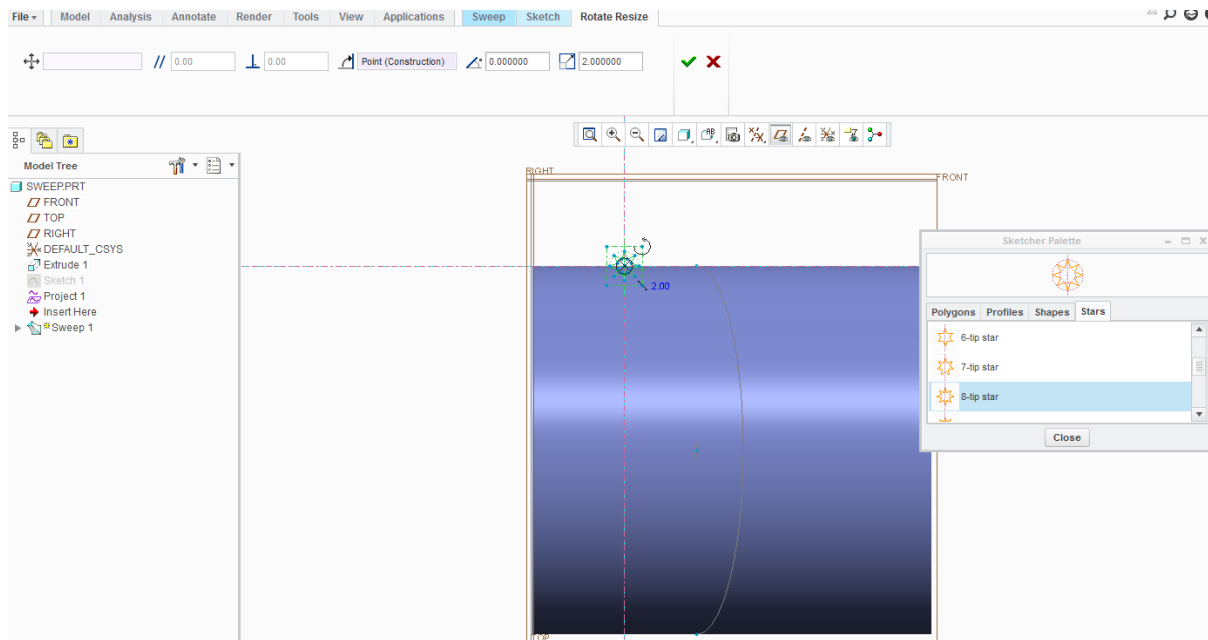 File Model Analysis Annotate Render Tools View Applications Sweep Sketch Rotate Resize
0.00 0.00 Point (Construction) 0.000000 2.000000
Model Tree
SWEEP.PRT
FRONT
TOP
RIGHT
DEFAULT_CSYS
Extrude 1
Sketch 1
Project 1
Insert Here
Sweep 1
RIGHT
FRONT
2.00
TOP
Sketcher Palette
Polygons Profiles Shapes Stars
6-tip star
7-tip star
8-tip star
Close